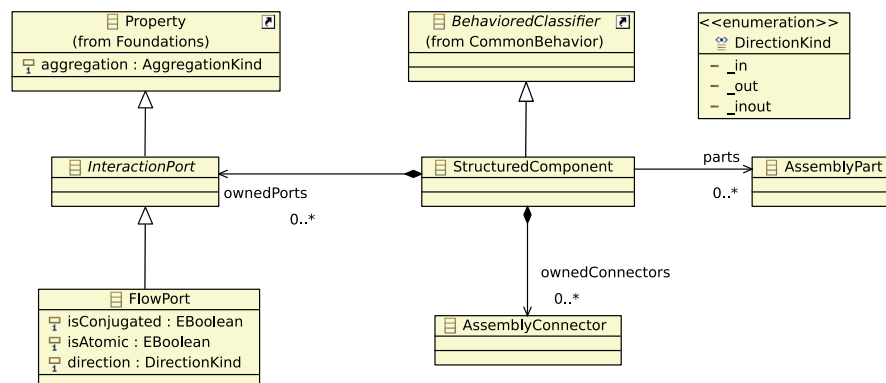 Property
(from Foundations)
aggregation : AggregationKind
BehavioredClassifier
(from CommonBehavior)
<<enumeration>>
DirectionKind
_in
_out
_inout
InteractionPort
ownedPorts
0..*
StructuredComponent
parts
0..*
AssemblyPart
ownedConnectors
0..*
FlowPort
isConjugated : EBoolean
isAtomic : EBoolean
direction : DirectionKind
AssemblyConnector